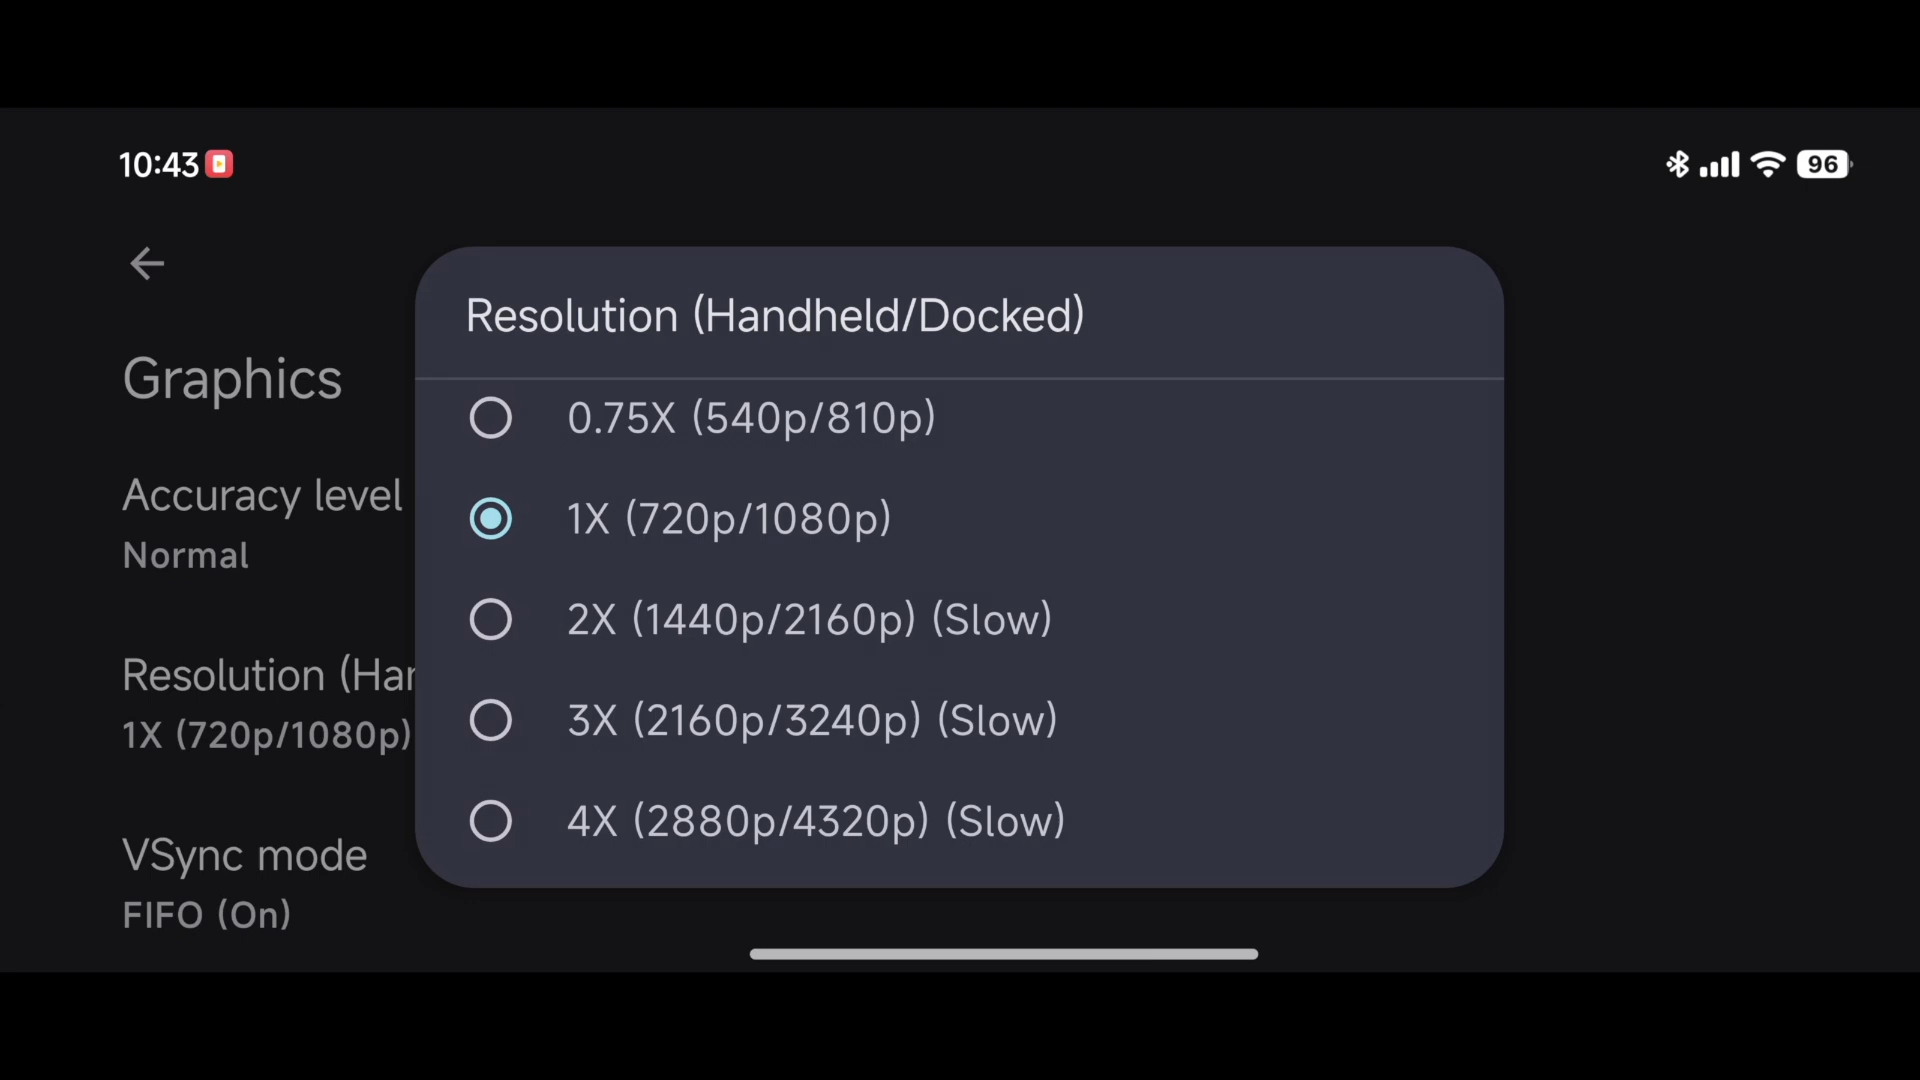 10:43
96
Graphics
Accuracy level
Normal
Resolution (Har
1X (720p/1080p)
VSync mode
FIFO (On)
Resolution (Handheld/Docked)
0.75X (540p/810p)
1X (720p/1080p)
2X (1440p/2160p) (Slow)
3X (2160p/3240p) (Slow)
4X (2880p/4320p) (Slow)